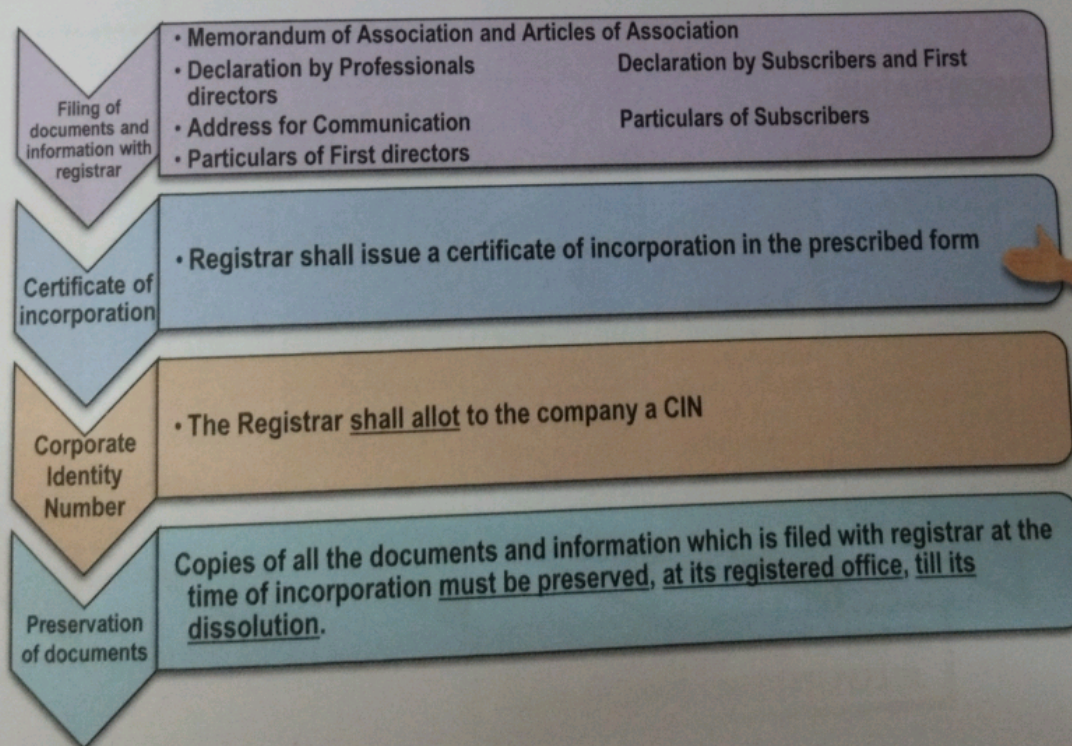 Filing of
documents and
information with
registrar
• Memorandum of Association and Articles of Association
• Declaration by Professionals Declaration by Subscribers and First
directors
• Address for Communication Particulars of Subscribers
• Particulars of First directors
Certificate of
incorporation
• Registrar shall issue a certificate of incorporation in the prescribed form
Corporate
Identity
Number
• The Registrar shall allot to the company a CIN
Preservation
of documents
Copies of all the documents and information which is filed with registrar at the
time of incorporation must be preserved, at its registered office, till its
dissolution.